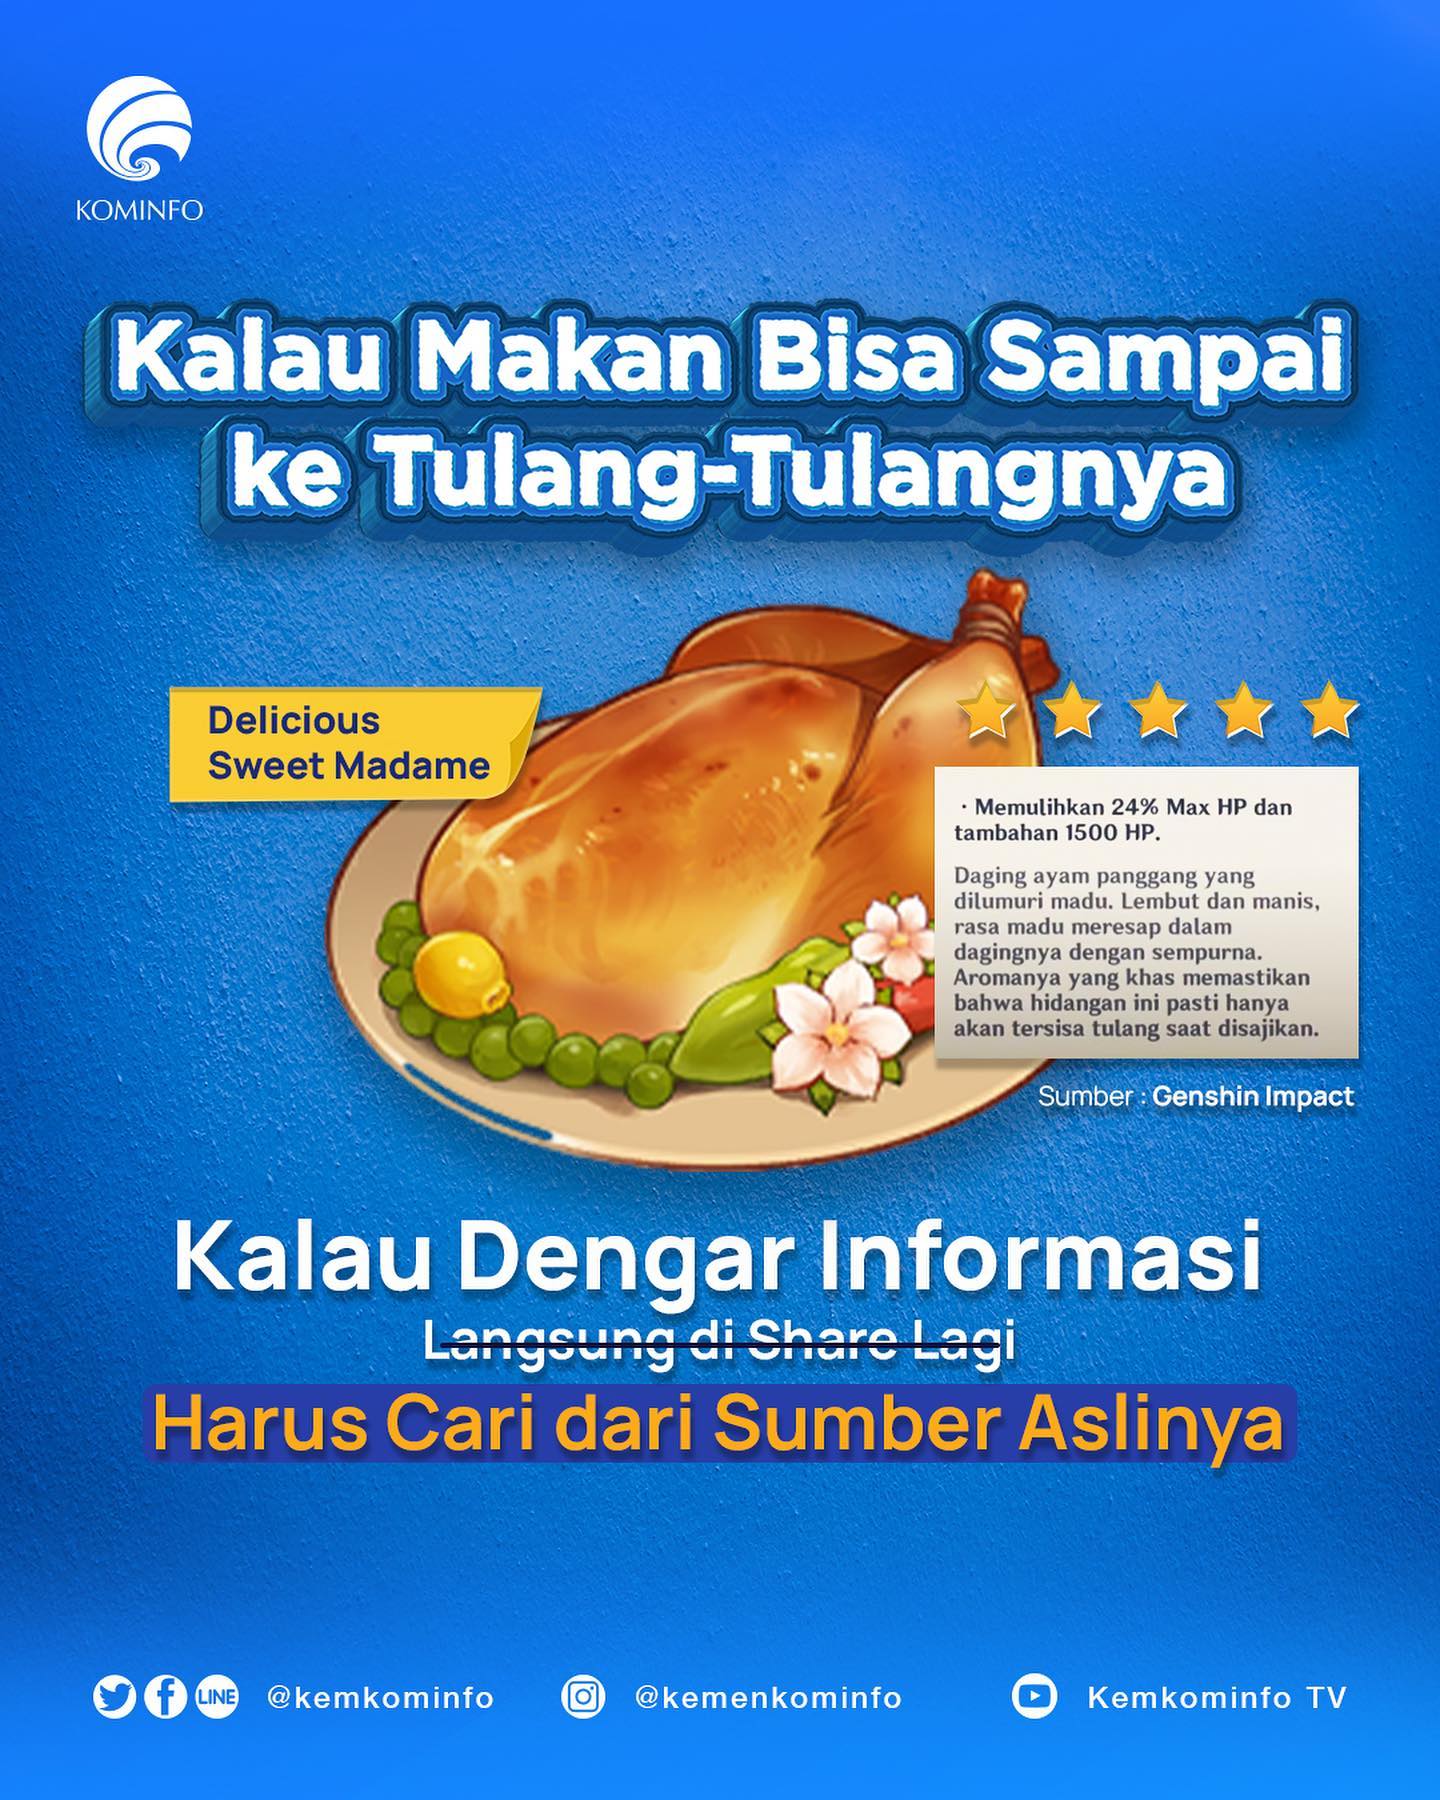 KOMINFO
Kalau Makan Bisa Sampai
ke Tulang-Tulangnya
Delicious
Sweet Madame
· Memulihkan 24% Max HP dan
tambahan 1500 HP.
Daging ayam panggang yang
dilumuri madu. Lembut dan manis,
rasa madu meresap dalam
dagingnya dengan sempurna.
Aromanya yang khas memastikan
bahwa hidangan ini pasti hanya
akan tersisa tulang saat disajikan.
Sumber : Genshin Impact
Kalau Dengar Informasi
Langsung di Share Lagi
Harus Cari dari Sumber Aslinya
LINE @kemkominfo @kemenkominfo Kemkominfo TV